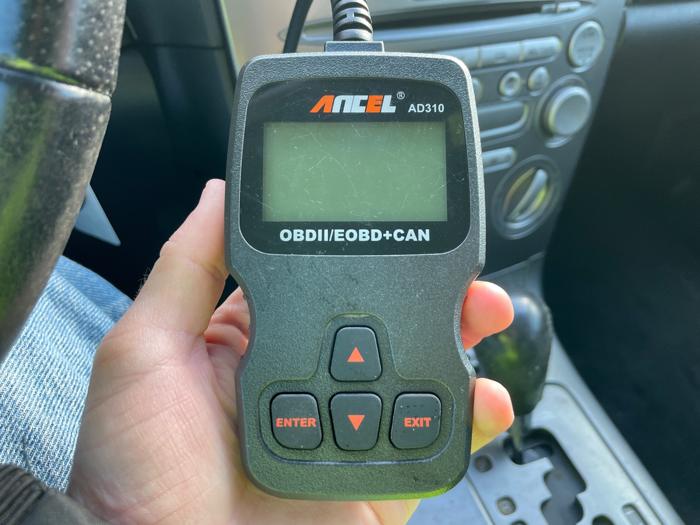 ANCEL®
AD310
OBDII/EOBD+CAN
ENTER
EXIT